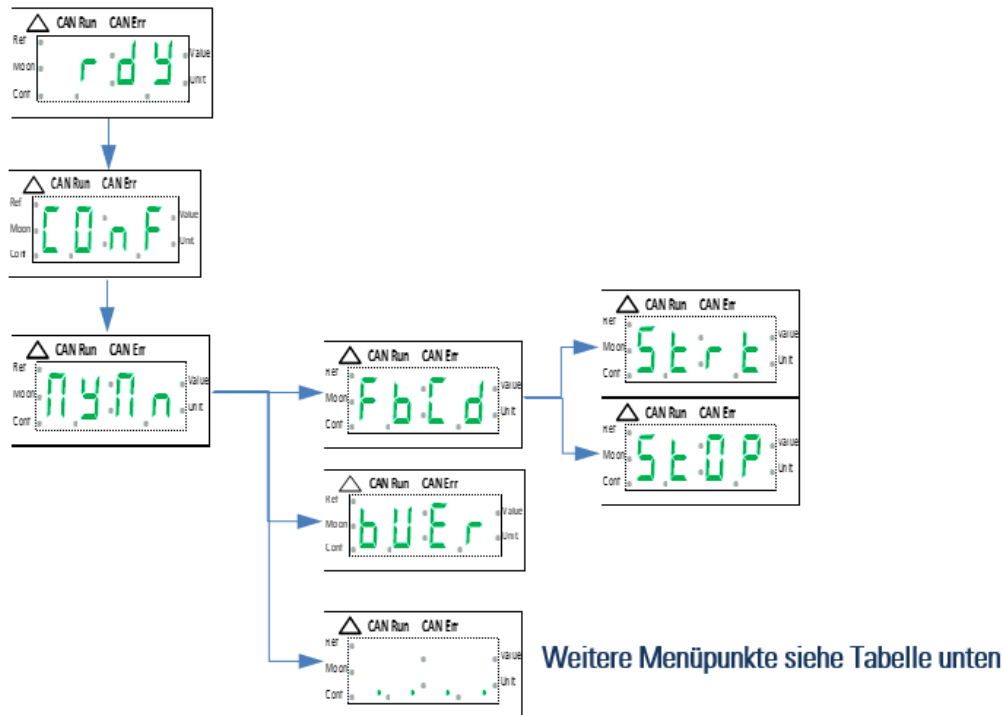 CAN Run CAN Err
Ref
Value
rdY
Moon
Unit
Conf
CAN Run CAN Err
Ref
Value
COnF
Moon
Unit
Conf
CAN Run CAN Err
Ref
Value
MyMn
Moon
Unit
Conf
CAN Run CAN Err
Ref
Value
FbCd
Moon
Unit
Conf
CAN Run CAN Err
Ref
Value
Strt
Moon
Unit
Conf
CAN Run CAN Err
Ref
Value
StOP
Moon
Unit
Conf
CAN Run CAN Err
Ref
Value
bUEr
Moon
Unit
Conf
CAN Run CAN Err
Ref
Value
Moon
Unit
Conf
. . . .
Weitere Menüpunkte siehe Tabelle unten